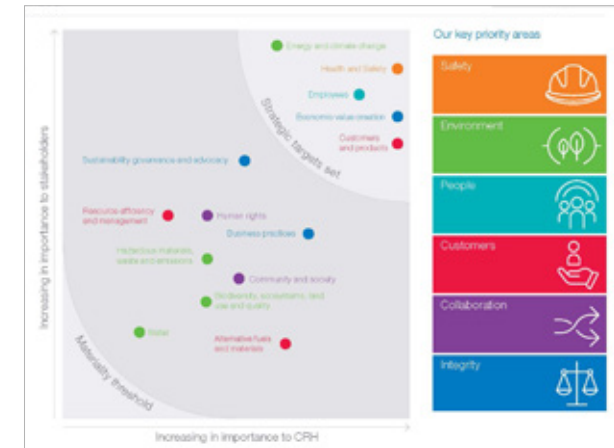 Our key priority areas
Energy and climate change
Health and Safety
Employees
Economic value creation
Customers
and products
Strategic targets set
Sustainability governance and advocacy
Resource efficiency
and management
Human rights
Business practices
Hazardous materials,
waste and emissions
Community and society
Biodiversity, ecosystems, land
use and quality
Water
Alternative fuels
and materials
Materiality threshold
Increasing in importance to stakeholders
Increasing in importance to CRH
Safety
Environment
People
Customers
Collaboration
Integrity